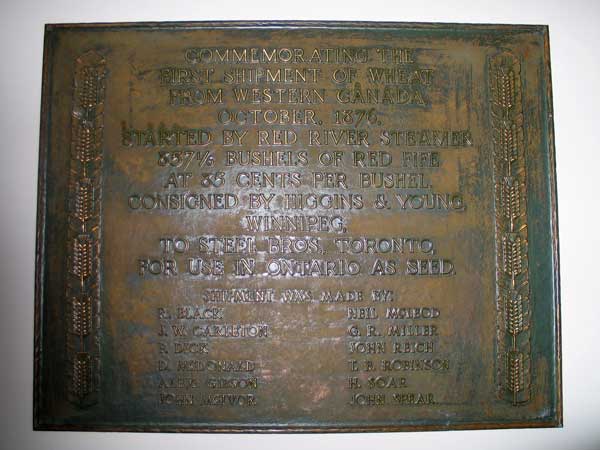 COMMEMORATING THE
FIRST SHIPMENT OF WHEAT
FROM WESTERN CANADA
OCTOBER, 1876,
STARTED BY RED RIVER STEAMER
857 1/6 BUSHELS OF RED FIFE
AT 85 CENTS PER BUSHEL.
CONSIGNED BY HIGGINS & YOUNG,
WINNIPEG,
TO STEEL BROS, TORONTO,
FOR USE IN ONTARIO AS SEED.
SHIPMENT WAS MADE BY:
R. BLACK NEIL MCLEOD
J. W. CARLETON G. R. MILLER
P. DICK JOHN REICH
D. MCDONALD T. B. ROBINSON
ALEX. GIBSON H. SOAR
JOHN MCIVOR JOHN SPEAR